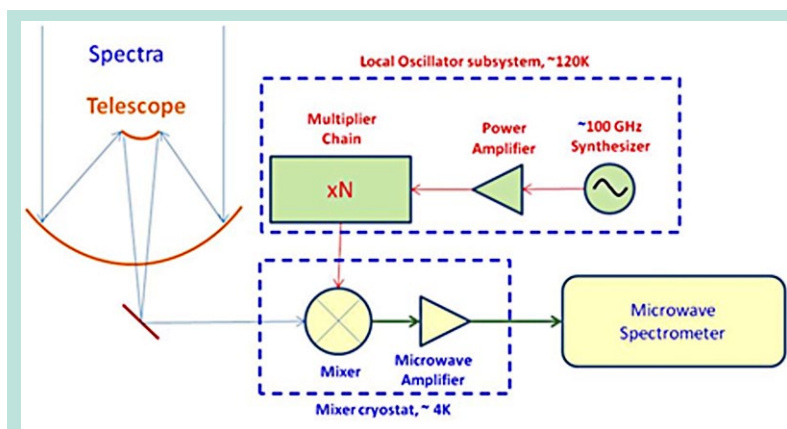 Spectra
Telescope
Local Oscillator subsystem, ~120K
Multiplier
Chain
xN
Power
Amplifier
~100 GHz
Synthesizer
Mixer
Microwave
Amplifier
Mixer cryostat, ~ 4K
Microwave
Spectrometer